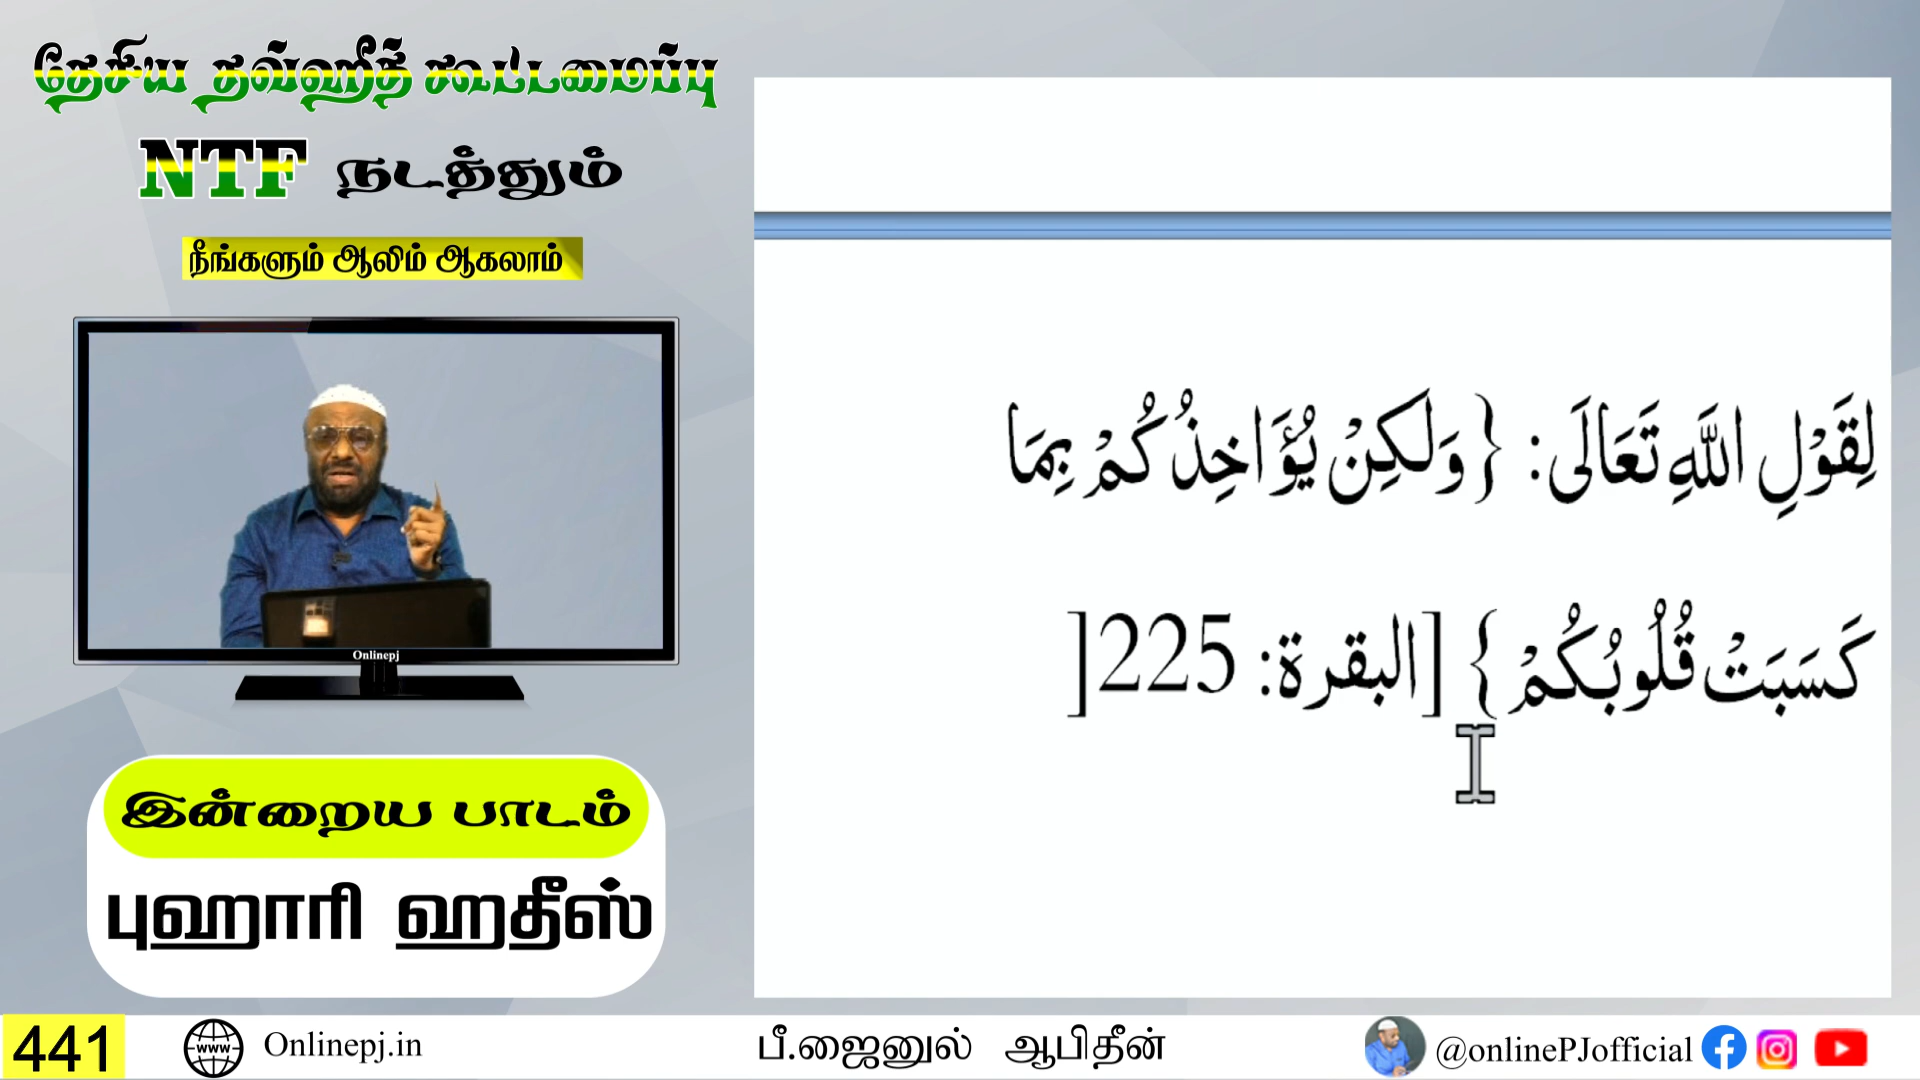 தேசிய தவ்ஹீத் கூட்டமைப்பு
NTF நடத்தும்
நீங்களும் ஆலிம் ஆகலாம்
Onlinepj
இன்றைய பாடம்
புஹாரி ஹதீஸ்
لِقَوْلِ اللَّهِ تَعَالَى: {وَلَكِنْ يُؤَاخِذُكُمْ بِمَا
كَسَبَتْ قُلُوبُكُمْ} [البقرة: 225]
441
www
Onlinepj.in
பீ.ஜைனுல் ஆபிதீன்
@onlinePJofficial